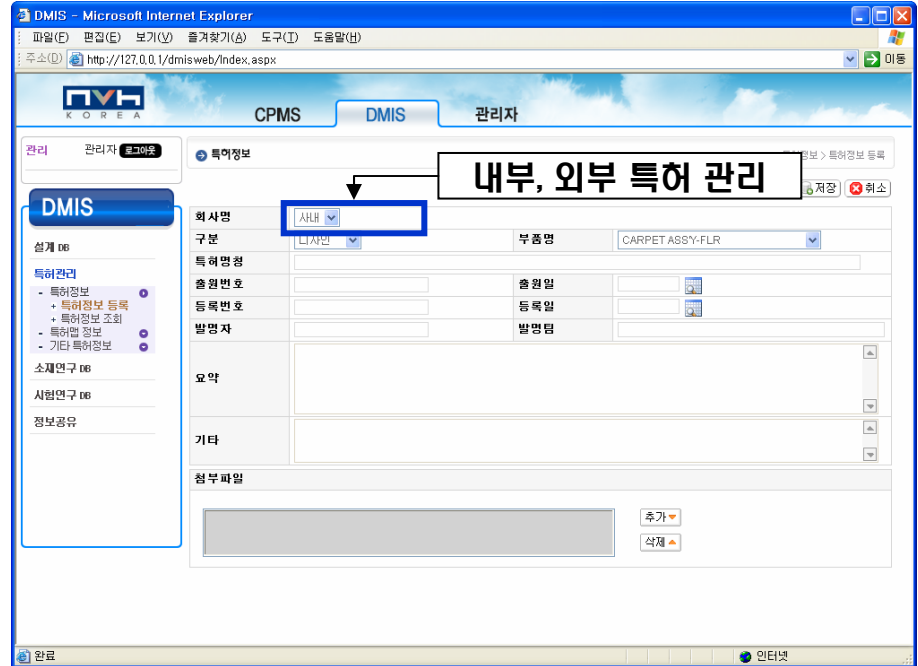 DMIS - Microsoft Internet Explorer
파일(F) 편집(E) 보기(V) 즐겨찾기(A) 도구(T) 도움말(H)
주소(D) http://127.0.0.1/dmisweb/Index.aspx 이동
nvh
KOREA
CPMS DMIS 관리자
관리 관리자 로그아웃
특허정보
> 특허정보 등록
내부, 외부 특허 관리
저장 취소
DMIS
설계 DB
특허관리
- 특허정보
+ 특허정보 등록
+ 특허정보 조회
- 특허맵 정보
- 기타 특허정보
소재연구 DB
시험연구 DB
정보공유
회사명 사내
구분 디자인 부품명 CARPET ASS'Y-FLR
특허명칭
출원번호 출원일
등록번호 등록일
발명자 발명팀
요약
기타
첨부파일
추가
삭제
완료 인터넷